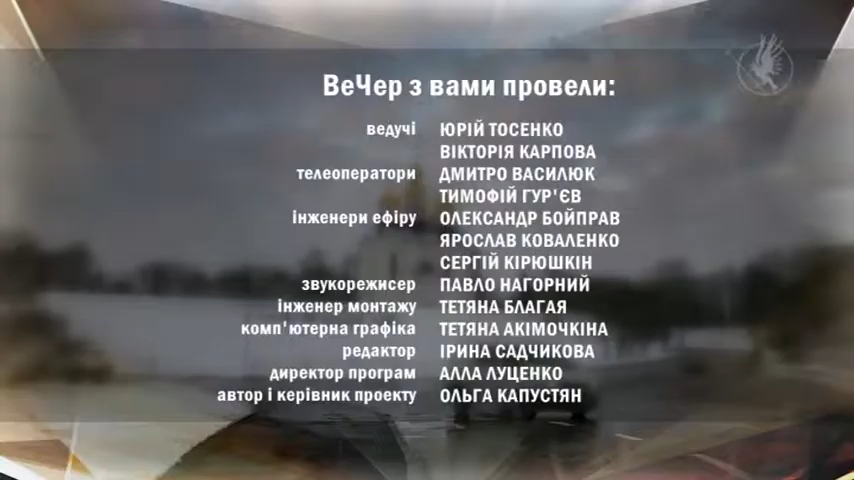 ВеЧер з вами провели:
ведучі ЮРІЙ ТОСЕНКО
ВІКТОРІЯ КАРПОВА
телеоператори ДМИТРО ВАСИЛЮК
ТИМОФІЙ ГУР'ЄВ
інженери ефіру ОЛЕКСАНДР БОЙПРАВ
ЯРОСЛАВ КОВАЛЕНКО
СЕРГІЙ КІРЮШКІН
звукорежисер ПАВЛО НАГОРНИЙ
інженер монтажу ТЕТЯНА БЛАГАЯ
комп'ютерна графіка ТЕТЯНА АКІМОЧКІНА
редактор ІРИНА САДЧИКОВА
директор програм АЛЛА ЛУЦЕНКО
автор і керівник проекту ОЛЬГА КАПУСТЯН